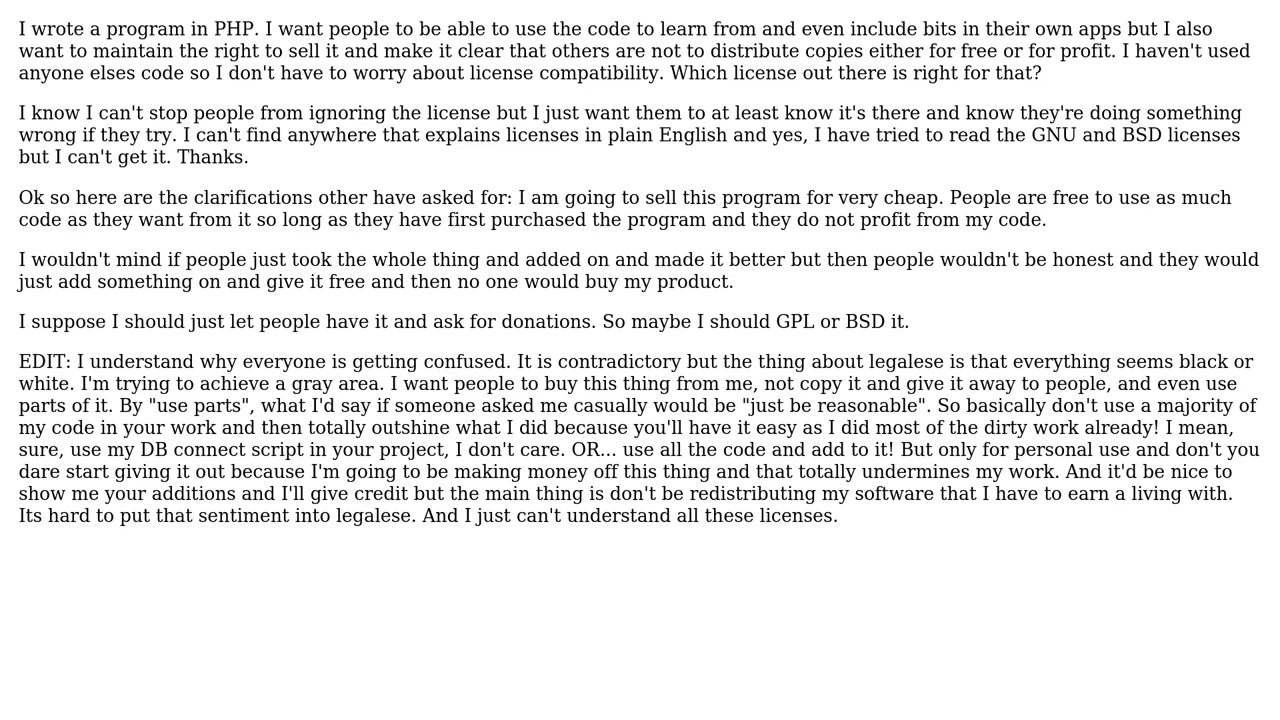 I wrote a program in PHP. I want people to be able to use the code to learn from and even include bits in their own apps but I also
want to maintain the right to sell it and make it clear that others are not to distribute copies either for free or for profit. I haven't used
anyone elses code so I don't have to worry about license compatibility. Which license out there is right for that?
I know I can't stop people from ignoring the license but I just want them to at least know it's there and know they're doing something
wrong if they try. I can't find anywhere that explains licenses in plain English and yes, I have tried to read the GNU and BSD licenses
but I can't get it. Thanks.
Ok so here are the clarifications other have asked for: I am going to sell this program for very cheap. People are free to use as much
code as they want from it so long as they have first purchased the program and they do not profit from my code.
I wouldn't mind if people just took the whole thing and added on and made it better but then people wouldn't be honest and they would
just add something on and give it free and then no one would buy my product.
I suppose I should just let people have it and ask for donations. So maybe I should GPL or BSD it.
EDIT: I understand why everyone is getting confused. It is contradictory but the thing about legalese is that everything seems black or
white. I'm trying to achieve a gray area. I want people to buy this thing from me, not copy it and give it away to people, and even use
parts of it. By "use parts", what I'd say if someone asked me casually would be "just be reasonable". So basically don't use a majority of
my code in your work and then totally outshine what I did because you'll have it easy as I did most of the dirty work already! I mean,
sure, use my DB connect script in your project, I don't care. OR... use all the code and add to it! But only for personal use and don't you
dare start giving it out because I'm going to be making money off this thing and that totally undermines my work. And it'd be nice to
show me your additions and I'll give credit but the main thing is don't be redistributing my software that I have to earn a living with.
Its hard to put that sentiment into legalese. And I just can't understand all these licenses.